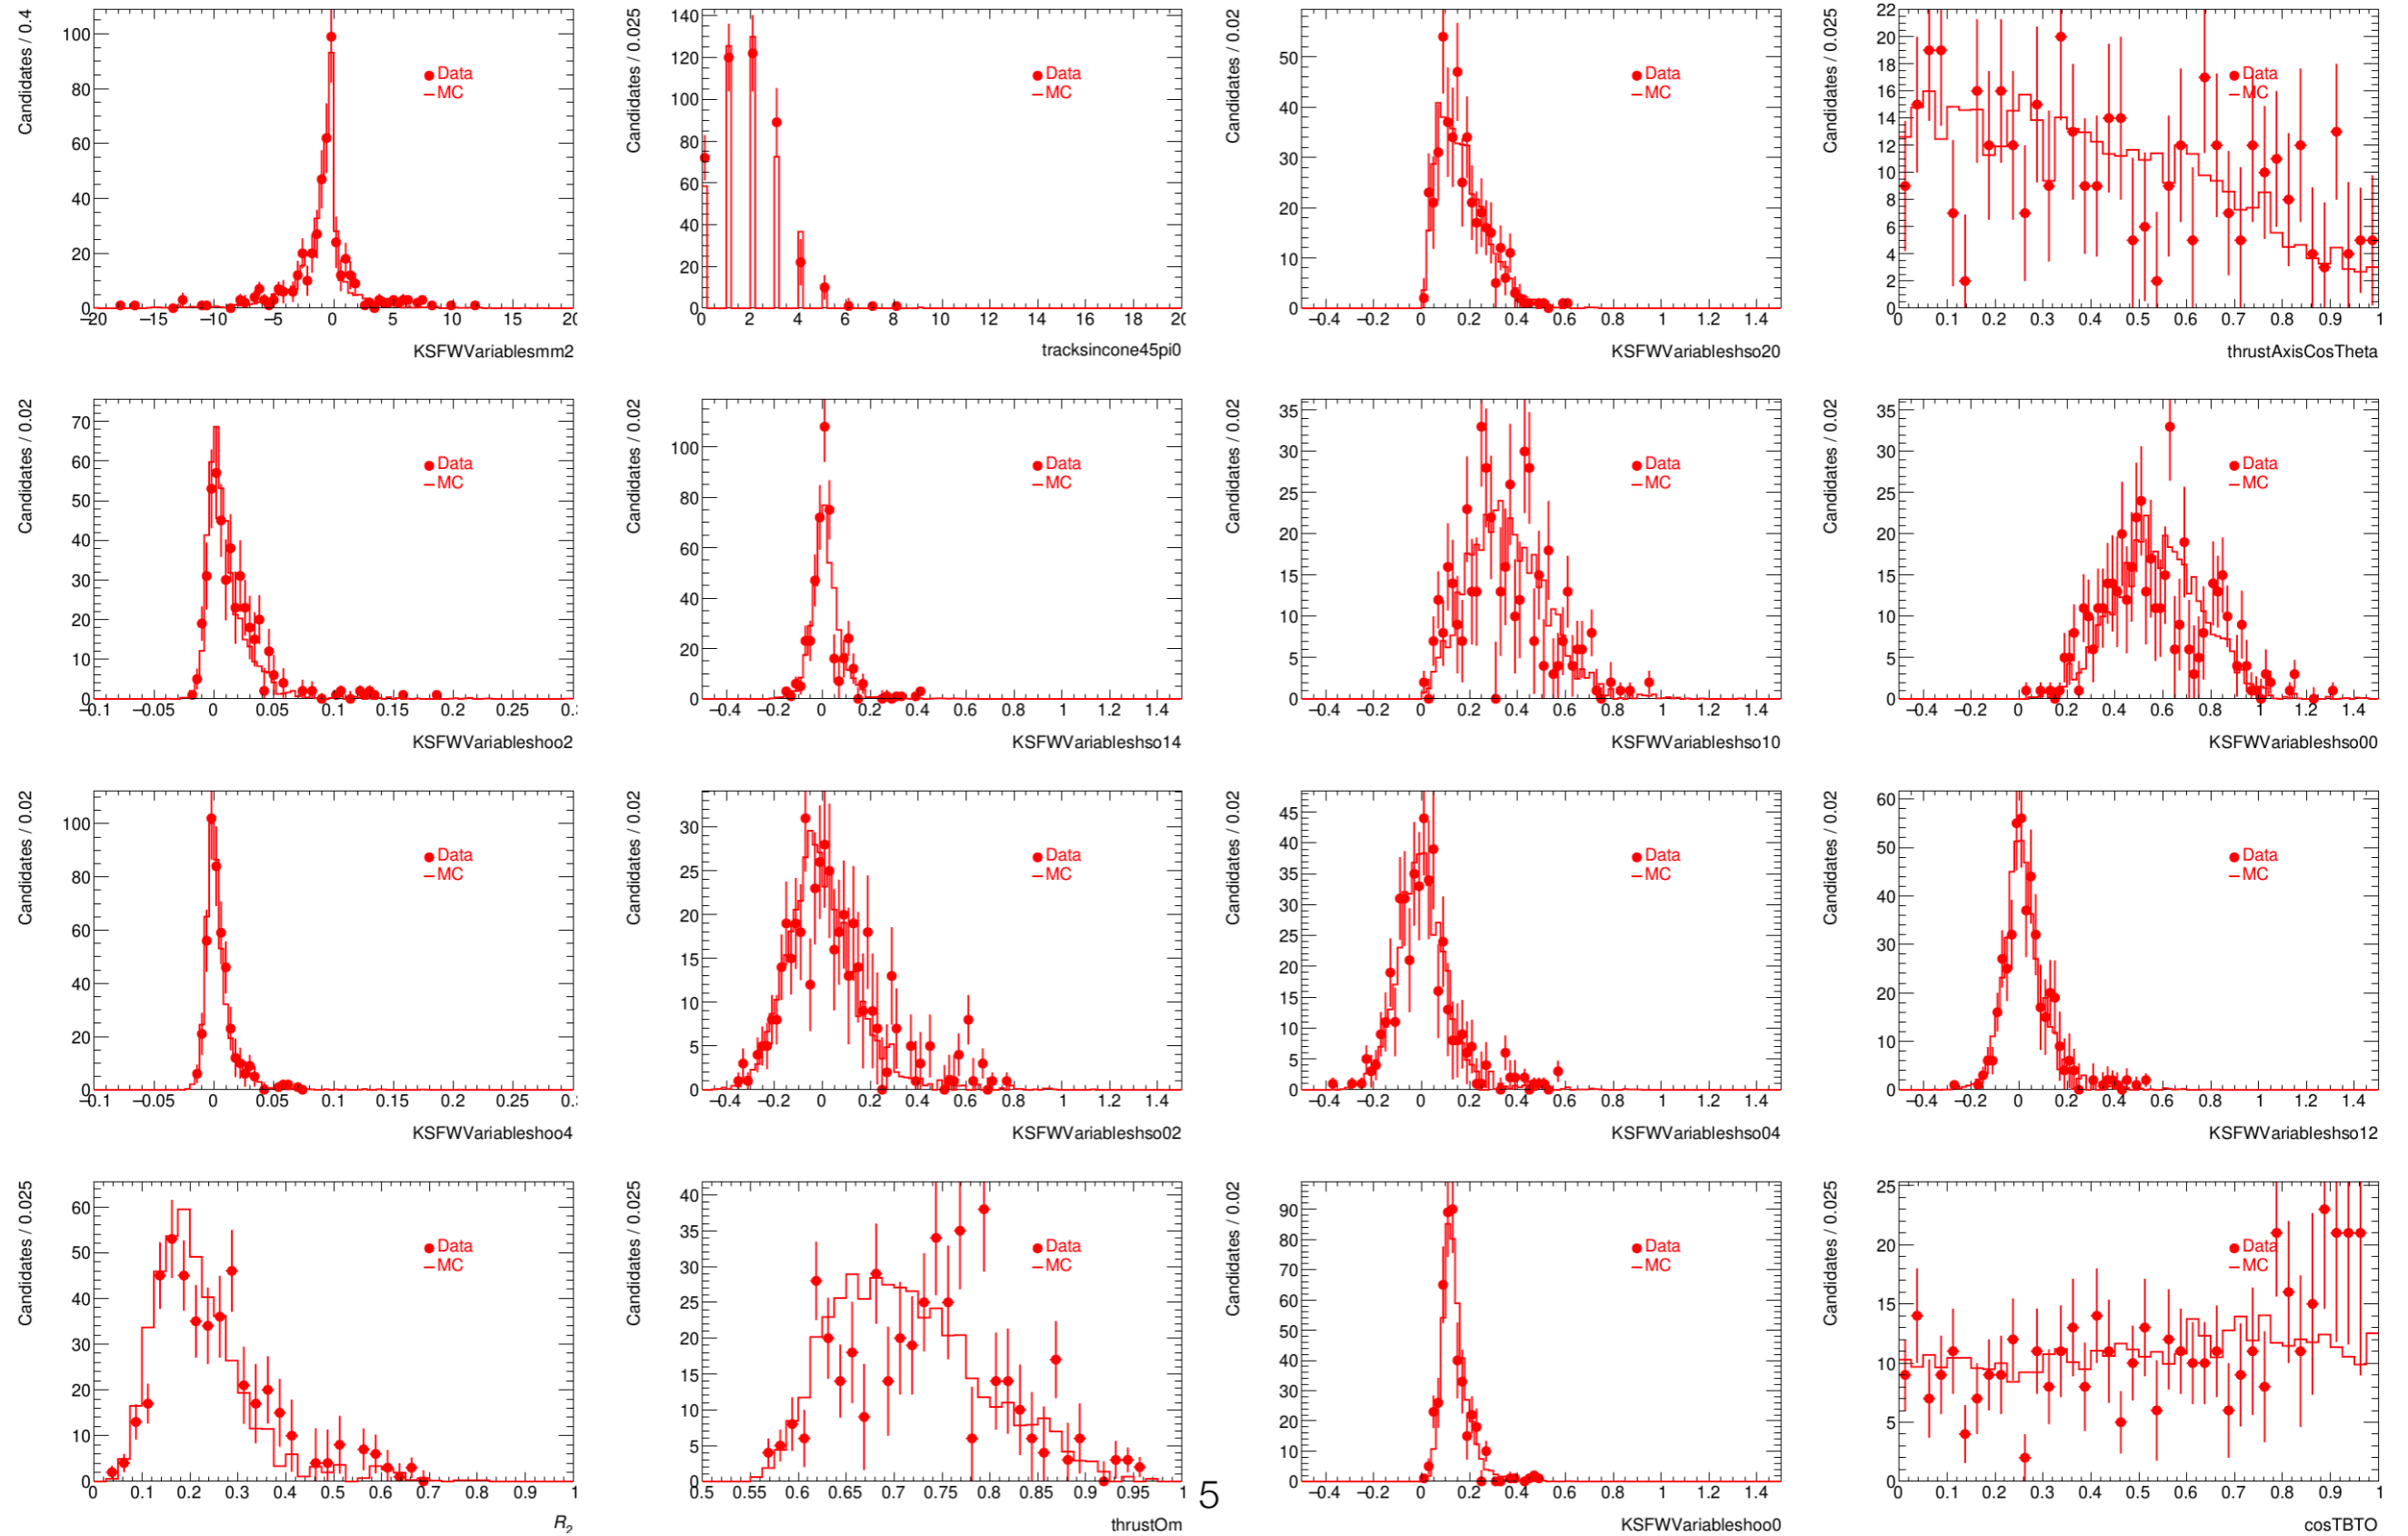 Candidates / 0.4
100
80
60
40
20
0
Data
MC
−20 −15 −10 −5 0 5 10 15 20
KSFWVariablesmm2
Candidates / 0.025
140
120
100
80
60
40
20
0
Data
MC
0 2 4 6 8 10 12 14 16 18 20
tracksincone45pi0
Candidates / 0.02
50
40
30
20
10
0
Data
MC
−0.4 −0.2 0 0.2 0.4 0.6 0.8 1 1.2 1.4
KSFWVariableshso20
Candidates / 0.025
22
20
18
16
14
12
10
8
6
4
2
0
Data
MC
0 0.1 0.2 0.3 0.4 0.5 0.6 0.7 0.8 0.9 1
thrustAxisCosTheta
Candidates / 0.02
70
60
50
40
30
20
10
0
Data
MC
−0.1 −0.05 0 0.05 0.1 0.15 0.2 0.25
KSFWVariableshoo2
Candidates / 0.02
100
80
60
40
20
0
Data
MC
−0.4 −0.2 0 0.2 0.4 0.6 0.8 1 1.2 1.4
KSFWVariableshso14
Candidates / 0.02
35
30
25
20
15
10
5
0
Data
MC
−0.4 −0.2 0 0.2 0.4 0.6 0.8 1 1.2 1.4
KSFWVariableshso10
Candidates / 0.02
35
30
25
20
15
10
5
0
Data
MC
−0.4 −0.2 0 0.2 0.4 0.6 0.8 1 1.2 1.4
KSFWVariableshso00
Candidates / 0.02
100
80
60
40
20
0
Data
MC
−0.1 −0.05 0 0.05 0.1 0.15 0.2 0.25
KSFWVariableshoo4
Candidates / 0.02
30
25
20
15
10
5
0
Data
MC
−0.4 −0.2 0 0.2 0.4 0.6 0.8 1 1.2 1.4
KSFWVariableshso02
Candidates / 0.02
45
40
35
30
25
20
15
10
5
0
Data
MC
−0.4 −0.2 0 0.2 0.4 0.6 0.8 1 1.2 1.4
KSFWVariableshso04
Candidates / 0.02
60
50
40
30
20
10
0
Data
MC
−0.4 −0.2 0 0.2 0.4 0.6 0.8 1 1.2 1.4
KSFWVariableshso12
Candidates / 0.025
60
50
40
30
20
10
0
Data
MC
0 0.1 0.2 0.3 0.4 0.5 0.6 0.7 0.8 0.9 1
R2
Candidates / 0.025
40
35
30
25
20
15
10
5
0
Data
MC
0.5 0.55 0.6 0.65 0.7 0.75 0.8 0.85 0.9 0.95 1
thrustOm
5
Candidates / 0.02
90
80
70
60
50
40
30
20
10
0
Data
MC
−0.4 −0.2 0 0.2 0.4 0.6 0.8 1 1.2 1.4
KSFWVariableshoo0
Candidates / 0.025
25
20
15
10
5
0
Data
MC
0 0.1 0.2 0.3 0.4 0.5 0.6 0.7 0.8 0.9 1
cosTBTO